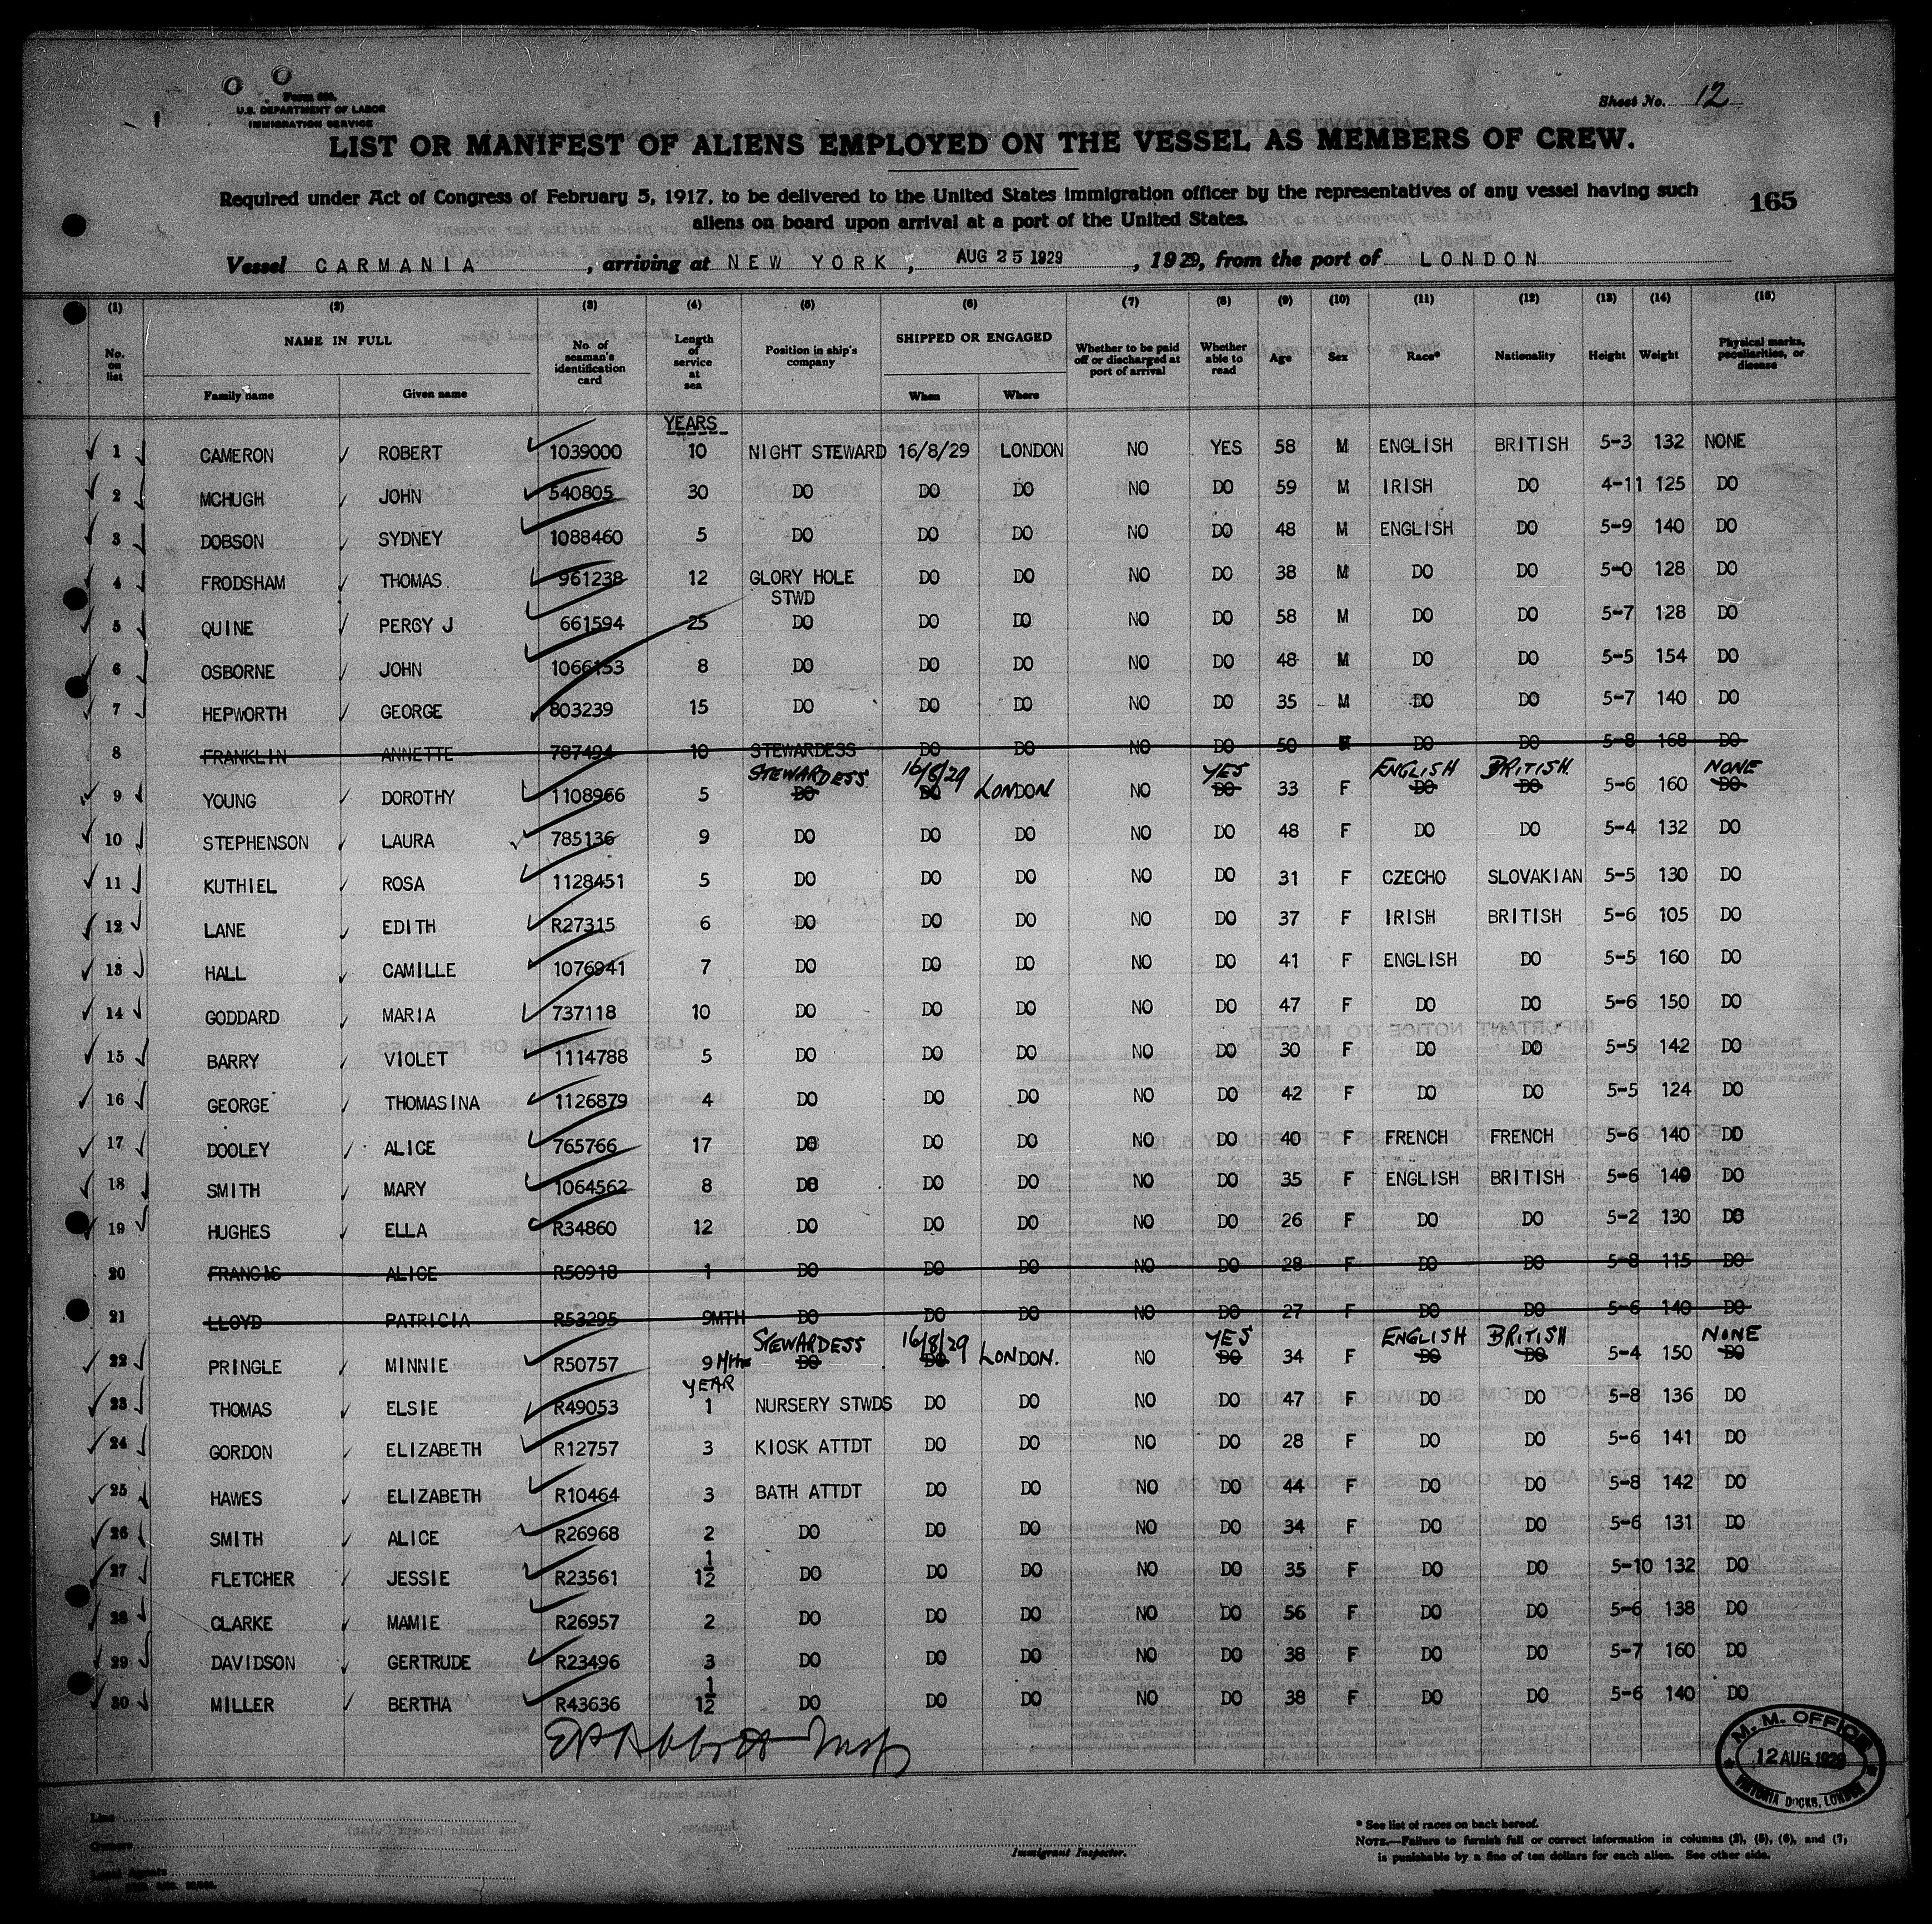 Sheet No. 12
U.S. DEPARTMENT OF LABOR
IMMIGRATION SERVICE
LIST OR MANIFEST OF ALIENS EMPLOYED ON THE VESSEL AS MEMBERS OF CREW.
Required under Act of Congress of February 5, 1917, to be delivered to the United States immigration officer by the representatives of any vessel having such
aliens on board upon arrival at a port of the United States.
165
Vessel CARMANIA, arriving at NEW YORK, AUG 25 1929, 1929, from the port of LONDON
(1) (2) (3) (4) (5) (6) (7) (8) (9) (10) (11) (12) (13) (14) (15)
No. on list NAME IN FULL Family name Given name No. of seaman's identification card Length of service at sea Position in ship's company SHIPPED OR ENGAGED When Where Whether to be paid off or discharged at port of arrival Whether able to read Age Sex Race* Nationality Height Weight Physical marks, peculiarities, or disease
YEARS
1 CAMERON ROBERT 1039000 10 NIGHT STEWARD 16/8/29 LONDON NO YES 58 M ENGLISH BRITISH 5-3 132 NONE
2 MCHUGH JOHN 540805 30 DO DO DO NO DO 59 M IRISH DO 4-11 125 DO
3 DOBSON SYDNEY 1088460 5 DO DO DO NO DO 48 M ENGLISH DO 5-9 140 DO
4 FRODSHAM THOMAS. 961238 12 GLORY HOLE DO DO NO DO 38 M DO DO 5-0 128 DO
STWD
5 QUINE PERCY J 661594 25 DO DO DO NO DO 58 M DO DO 5-7 128 DO
6 OSBORNE JOHN 1066153 8 DO DO DO NO DO 48 M DO DO 5-5 154 DO
7 HEPWORTH GEORGE 803239 15 DO DO DO NO DO 35 M DO DO 5-7 140 DO
8 FRANKLIN ANNETTE 787494 10 STEWARDESS DO DO NO DO 50 DO DO 5-8 168 DO
STEWARDESS 16/8/29 YES ENGLISH BRITISH. NONE
9 YOUNG DOROTHY 1108966 5 DO DO LONDON NO DO 33 F DO DO 5-6 160 DO
10 STEPHENSON LAURA 785136 9 DO DO DO NO DO 48 F DO DO 5-4 132 DO
11 KUTHIEL ROSA 1128451 5 DO DO DO NO DO 31 F CZECHO SLOVAKIAN 5-5 130 DO
12 LANE EDITH R27315 6 DO DO DO NO DO 37 F IRISH BRITISH 5-6 105 DO
13 HALL CAMILLE 1076941 7 DO DO DO NO DO 41 F ENGLISH DO 5-5 160 DO
14 GODDARD MARIA 737118 10 DO DO DO NO DO 47 F DO DO 5-6 150 DO
15 BARRY VIOLET 1114788 5 DO DO DO NO DO 30 F DO DO 5-5 142 DO
16 GEORGE THOMASINA 1126879 4 DO DO DO NO DO 42 F DO DO 5-5 124 DO
17 DOOLEY ALICE 765766 17 DO DO DO NO DO 40 F FRENCH FRENCH 5-6 140 DO
18 SMITH MARY 1064562 8 DO DO DO NO DO 35 F ENGLISH BRITISH 5-6 140 DO
19 HUGHES ELLA R34860 12 DO DO DO NO DO 26 F DO DO 5-2 130 DO
20 FRANCIS ALICE R50918 1 DO DO DO NO DO 28 F DO DO 5-8 115 DO
21 LLOYD PATRICIA R53295 9MTH DO DO DO NO DO 27 F DO DO 5-6 140 DO
STEWARDESS 16/8/29 YES ENGLISH BRITISH NONE
22 PRINGLE MINNIE R50757 9 DO DO LONDON. NO DO 34 F DO DO 5-4 150 DO
YEAR
23 THOMAS ELSIE R49053 1 NURSERY STWDS DO DO NO DO 47 F DO DO 5-8 136 DO
24 GORDON ELIZABETH R12757 3 KIOSK ATTDT DO DO NO DO 28 F DO DO 5-6 141 DO
25 HAWES ELIZABETH R10464 3 BATH ATTDT DO DO NO DO 44 F DO DO 5-8 142 DO
26 SMITH ALICE R26968 2 DO DO DO NO DO 34 F DO DO 5-6 131 DO
27 FLETCHER JESSIE R23561 1 1/2 DO DO DO NO DO 35 F DO DO 5-10 132 DO
28 CLARKE MAMIE R26957 2 DO DO DO NO DO 56 F DO DO 5-6 138 DO
29 DAVIDSON GERTRUDE R23496 3 DO DO DO NO DO 38 F DO DO 5-7 160 DO
30 MILLER BERTHA R43636 1 1/2 DO DO DO NO DO 38 F DO DO 5-6 140 DO
M. M. OFFICE
12 AUG 1929
VICTORIA DOCKS, LONDON
Line
Owners
Local Agents
Immigrant Inspector.
* See list of races on back hereof.
NOTE.—Failure to furnish full or correct information in columns (2), (5), (6), and (7),
is punishable by a fine of ten dollars for each alien. See other side.